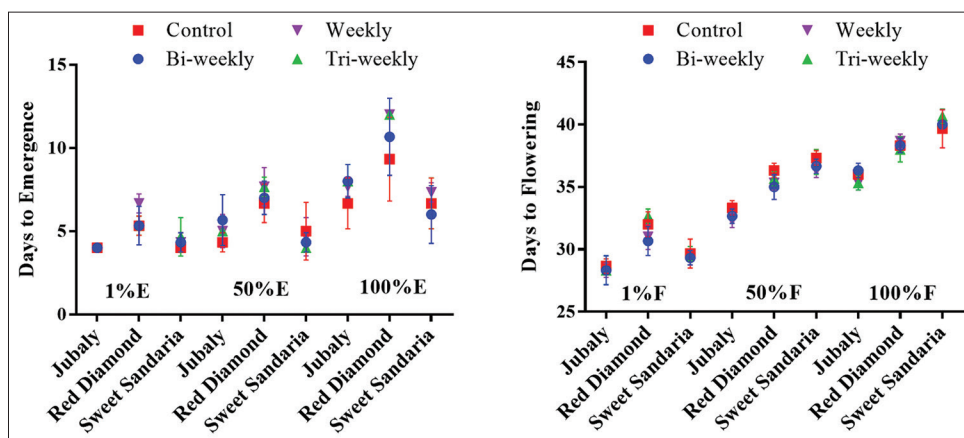 Control Weekly
Bi-weekly Tri-weekly
Days to Emergence
15
10
5
0
1%E 50%E 100%E
Jubaly
Red Diamond
Sweet Sandaria
Jubaly
Red Diamond
Sweet Sandaria
Jubaly
Red Diamond
Sweet Sandaria
Control Weekly
Bi-weekly Tri-weekly
Days to Flowering
45
40
35
30
25
1%F 50%F 100%F
Jubaly
Red Diamond
Sweet Sandaria
Jubaly
Red Diamond
Sweet Sandaria
Jubaly
Red Diamond
Sweet Sandaria